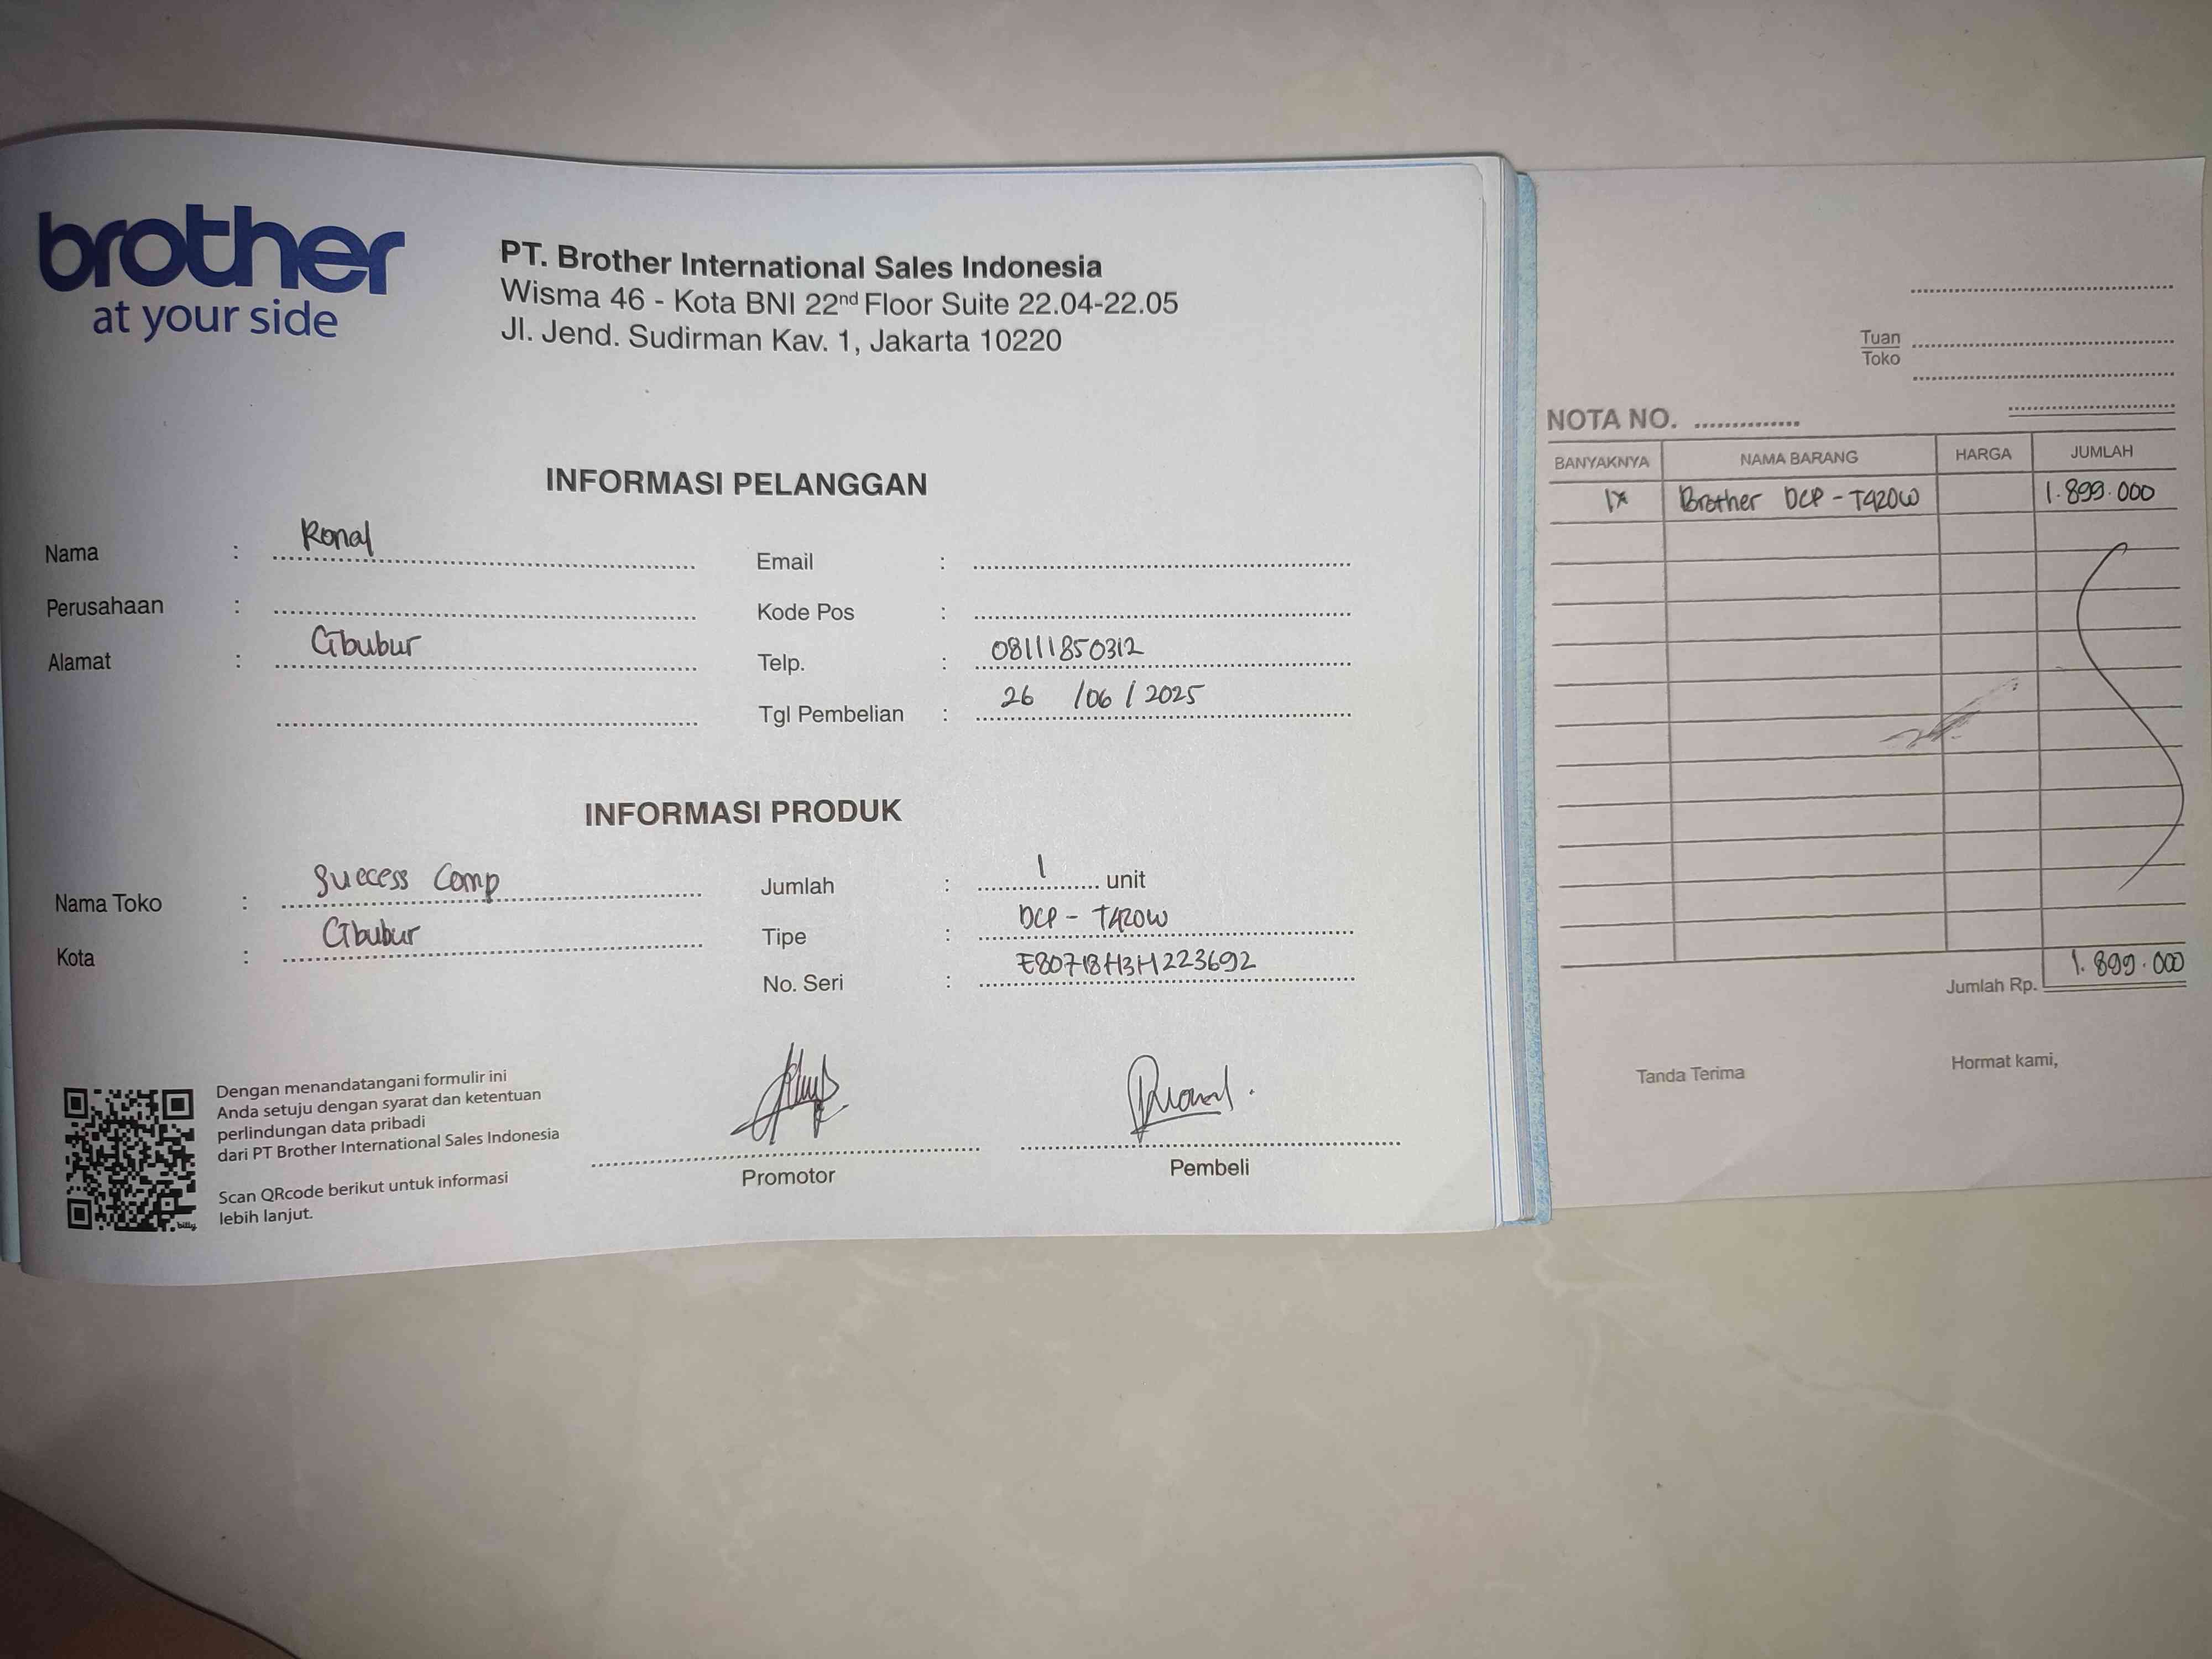 brother
at your side
PT. Brother International Sales Indonesia
Wisma 46 - Kota BNI 22nd Floor Suite 22.04-22.05
Jl. Jend. Sudirman Kav. 1, Jakarta 10220
INFORMASI PELANGGAN
Nama : Ronal
Perusahaan :
Alamat : Cibubur
Email :
Kode Pos :
Telp. : 08111850312
Tgl Pembelian : 26 /06 / 2025
INFORMASI PRODUK
Nama Toko : Success Comp
Kota : Cibubur
Jumlah : 1 unit
Tipe : DCP - T420W
No. Seri : E80718H3H223692
Dengan menandatangani formulir ini
Anda setuju dengan syarat dan ketentuan
perlindungan data pribadi
dari PT Brother International Sales Indonesia
Scan QRcode berikut untuk informasi
lebih lanjut.
billy
Promotor
Pembeli
Tuan
Toko
NOTA NO.
BANYAKNYA NAMA BARANG HARGA JUMLAH
1x Brother DCP - T420W 1.899.000
Jumlah Rp. 1.899.000
Tanda Terima
Hormat kami,